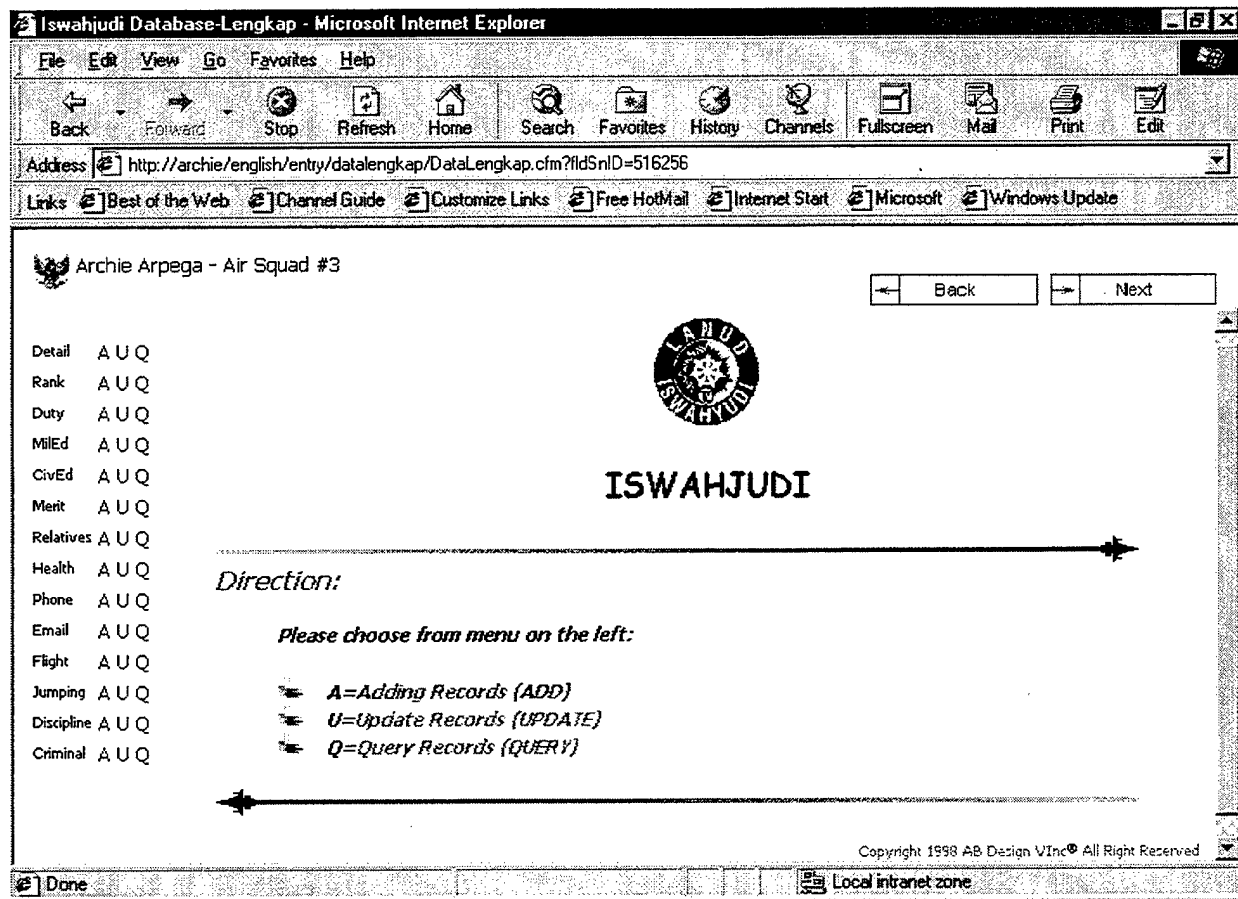 Iswahjudi Database-Lengkap - Microsoft Internet Explorer
File Edit View Go Favorites Help
Back Forward Stop Refresh Home Search Favorites History Channels Fullscreen Mail Print Edit
Address http://archie/english/entry/datalengkap/DataLengkap.cfm?fldSnID=516256
Links Best of the Web Channel Guide Customize Links Free HotMail Internet Start Microsoft Windows Update
Archie Arpega - Air Squad #3
Back Next
LANUD
ISWAHYUDI
Detail A U Q
Rank A U Q
Duty A U Q
MilEd A U Q
CivEd A U Q
Merit A U Q
Relatives A U Q
Health A U Q
Phone A U Q
Email A U Q
Flight A U Q
Jumping A U Q
Discipline A U Q
Criminal A U Q
ISWAHJUDI
Direction:
Please choose from menu on the left:
A=Adding Records (ADD)
U=Update Records (UPDATE)
Q=Query Records (QUERY)
Copyright 1998 AB Design VInc® All Right Reserved
Done Local intranet zone